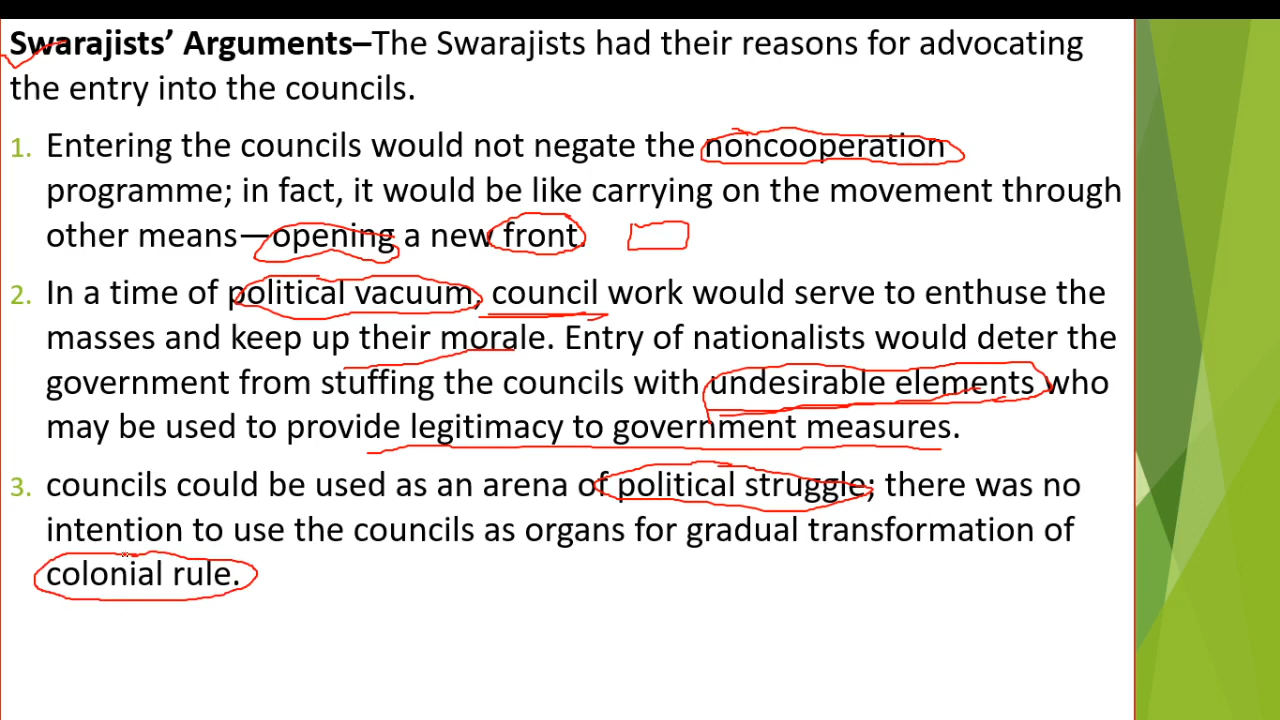 Swarajists’ Arguments–The Swarajists had their reasons for advocating
the entry into the councils.
1. Entering the councils would not negate the noncooperation
programme; in fact, it would be like carrying on the movement through
other means—opening a new front.
2. In a time of political vacuum, council work would serve to enthuse the
masses and keep up their morale. Entry of nationalists would deter the
government from stuffing the councils with undesirable elements who
may be used to provide legitimacy to government measures.
3. councils could be used as an arena of political struggle; there was no
intention to use the councils as organs for gradual transformation of
colonial rule.